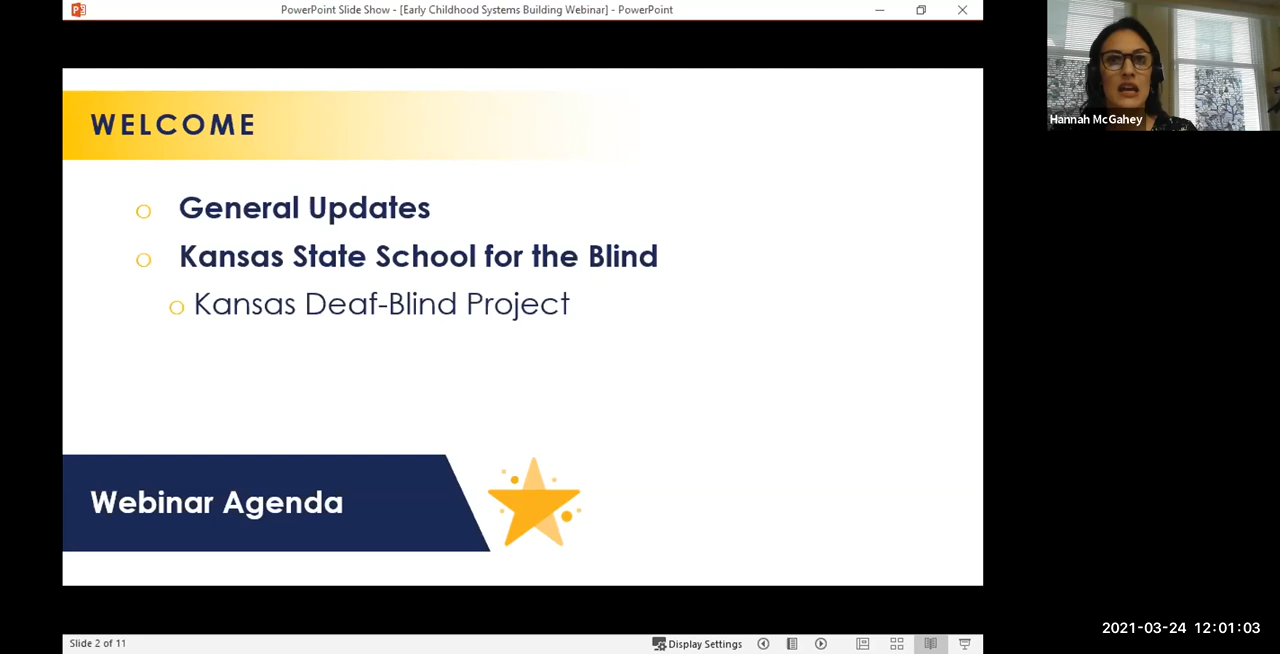 PowerPoint Slide Show - [Early Childhood Systems Building Webinar] - PowerPoint
WELCOME
General Updates
Kansas State School for the Blind
Kansas Deaf-Blind Project
Webinar Agenda
Slide 2 of 11
Display Settings
Hannah McGahey
2021-03-24 12:01:03